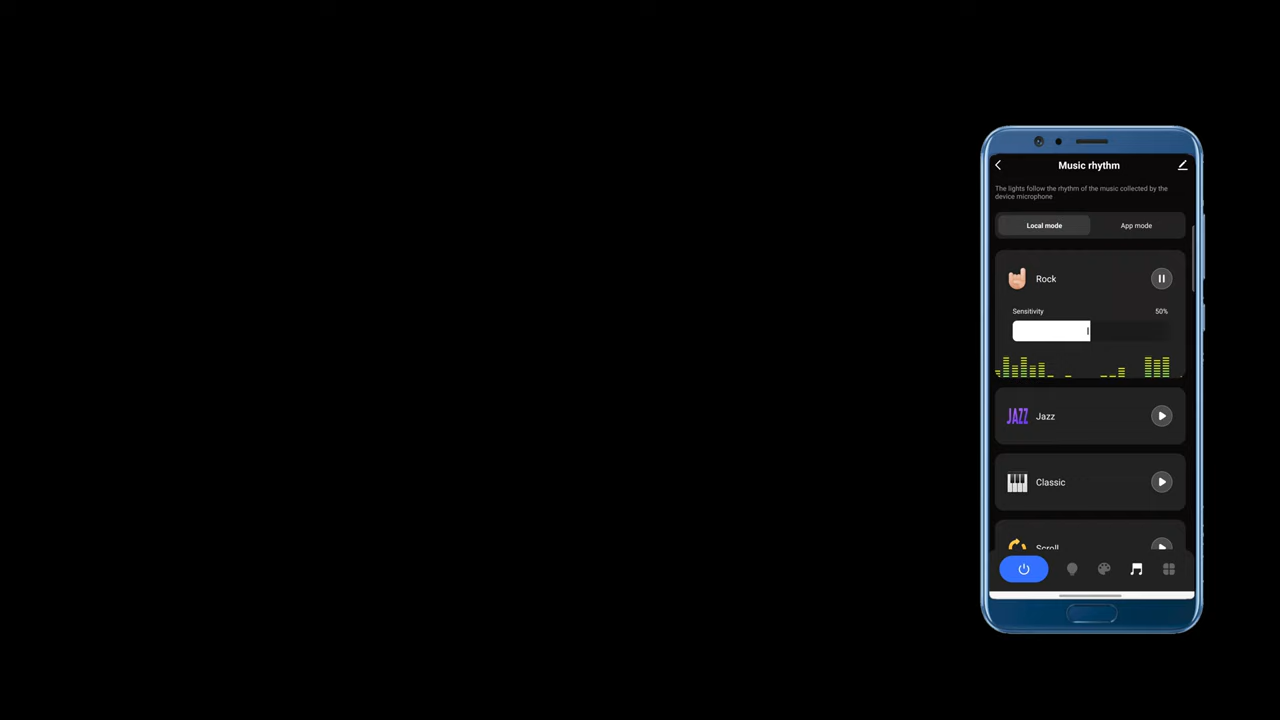 Music rhythm
The lights follow the rhythm of the music collected by the
device microphone
Local mode
App mode
Rock
Sensitivity
50%
JAZZ
Jazz
Classic
Scroll